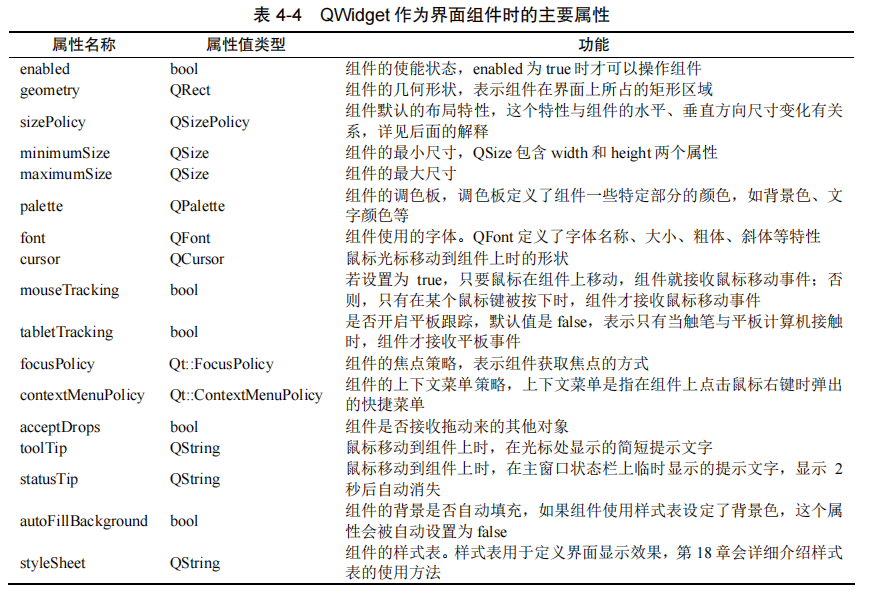 表 4-4 QWidget 作为界面组件时的主要属性
属性名称 属性值类型 功能
enabled bool 组件的使能状态，enabled 为 true 时才可以操作组件
geometry QRect 组件的几何形状，表示组件在界面上所占的矩形区域
sizePolicy QSizePolicy 组件默认的布局特性，这个特性与组件的水平、垂直方向尺寸变化有关
系，详见后面的解释
minimumSize QSize 组件的最小尺寸，QSize 包含 width 和 height 两个属性
maximumSize QSize 组件的最大尺寸
palette QPalette 组件的调色板，调色板定义了组件一些特定部分的颜色，如背景色、文
字颜色等
font QFont 组件使用的字体。QFont 定义了字体名称、大小、粗体、斜体等特性
cursor QCursor 鼠标光标移动到组件上时的形状
mouseTracking bool 若设置为 true，只要鼠标在组件上移动，组件就接收鼠标移动事件；否
则，只有在某个鼠标键被按下时，组件才接收鼠标移动事件
tabletTracking bool 是否开启平板跟踪，默认值是 false，表示只有当触笔与平板计算机接触
时，组件才接收平板事件
focusPolicy Qt::FocusPolicy 组件的焦点策略，表示组件获取焦点的方式
contextMenuPolicy Qt::ContextMenuPolicy 组件的上下文菜单策略，上下文菜单是指在组件上点击鼠标右键时弹出
的快捷菜单
acceptDrops bool 组件是否接收拖动来的其他对象
toolTip QString 鼠标移动到组件上时，在光标处显示的简短提示文字
statusTip QString 鼠标移动到组件上时，在主窗口状态栏上临时显示的提示文字，显示 2
秒后自动消失
autoFillBackground bool 组件的背景是否自动填充，如果组件使用样式表设定了背景色，这个属
性会被自动设置为 false
styleSheet QString 组件的样式表。样式表用于定义界面显示效果，第 18 章会详细介绍样式
表的使用方法